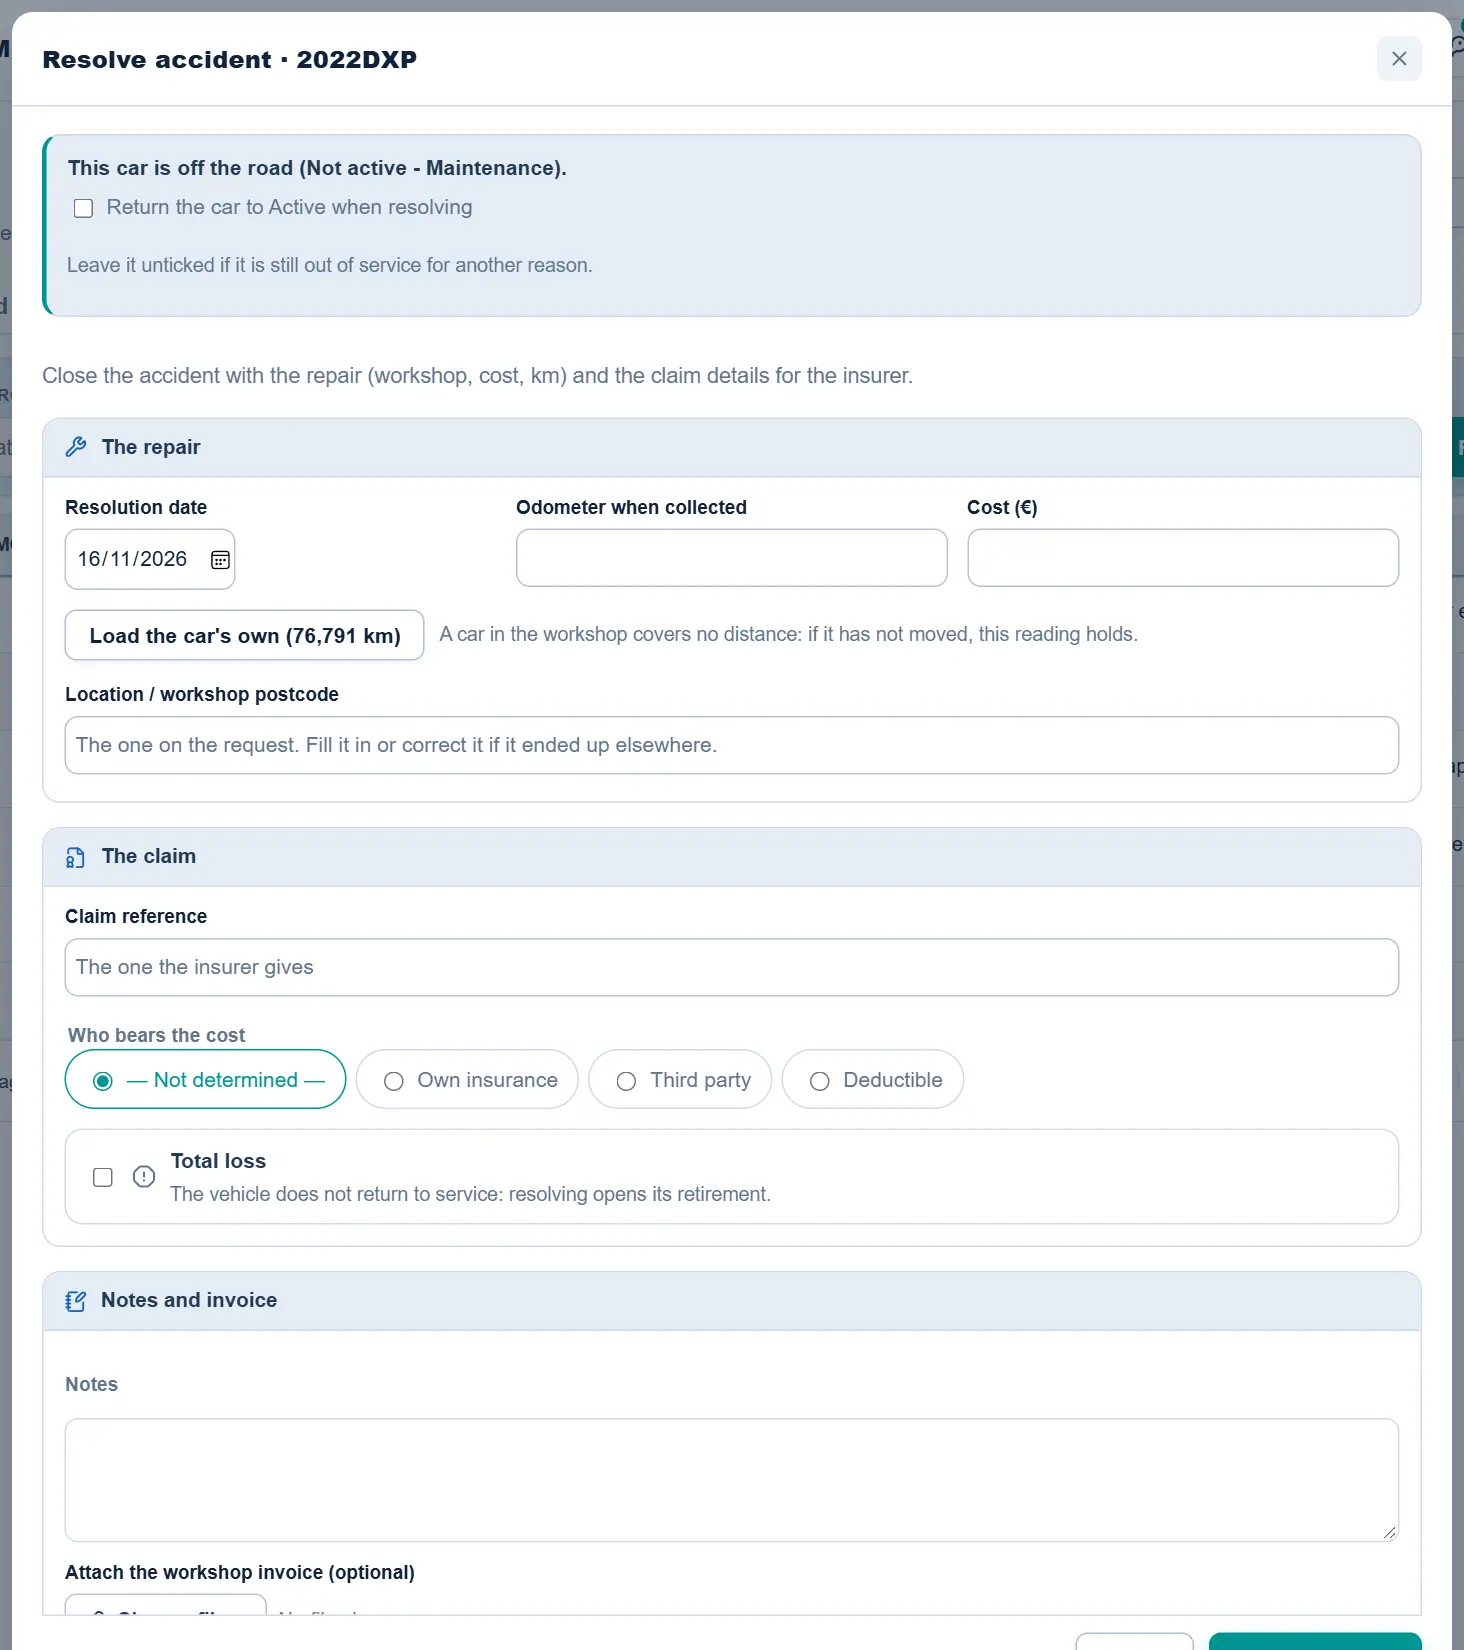 Resolve accident · 2022DXP
This car is off the road (Not active - Maintenance).
Return the car to Active when resolving
Leave it unticked if it is still out of service for another reason.
Close the accident with the repair (workshop, cost, km) and the claim details for the insurer.
The repair
Resolution date
Odometer when collected
Cost (€)
16/11/2026
Load the car's own (76,791 km)
A car in the workshop covers no distance: if it has not moved, this reading holds.
Location / workshop postcode
The one on the request. Fill it in or correct it if it ended up elsewhere.
The claim
Claim reference
The one the insurer gives
Who bears the cost
— Not determined —
Own insurance
Third party
Deductible
Total loss
The vehicle does not return to service: resolving opens its retirement.
Notes and invoice
Notes
Attach the workshop invoice (optional)